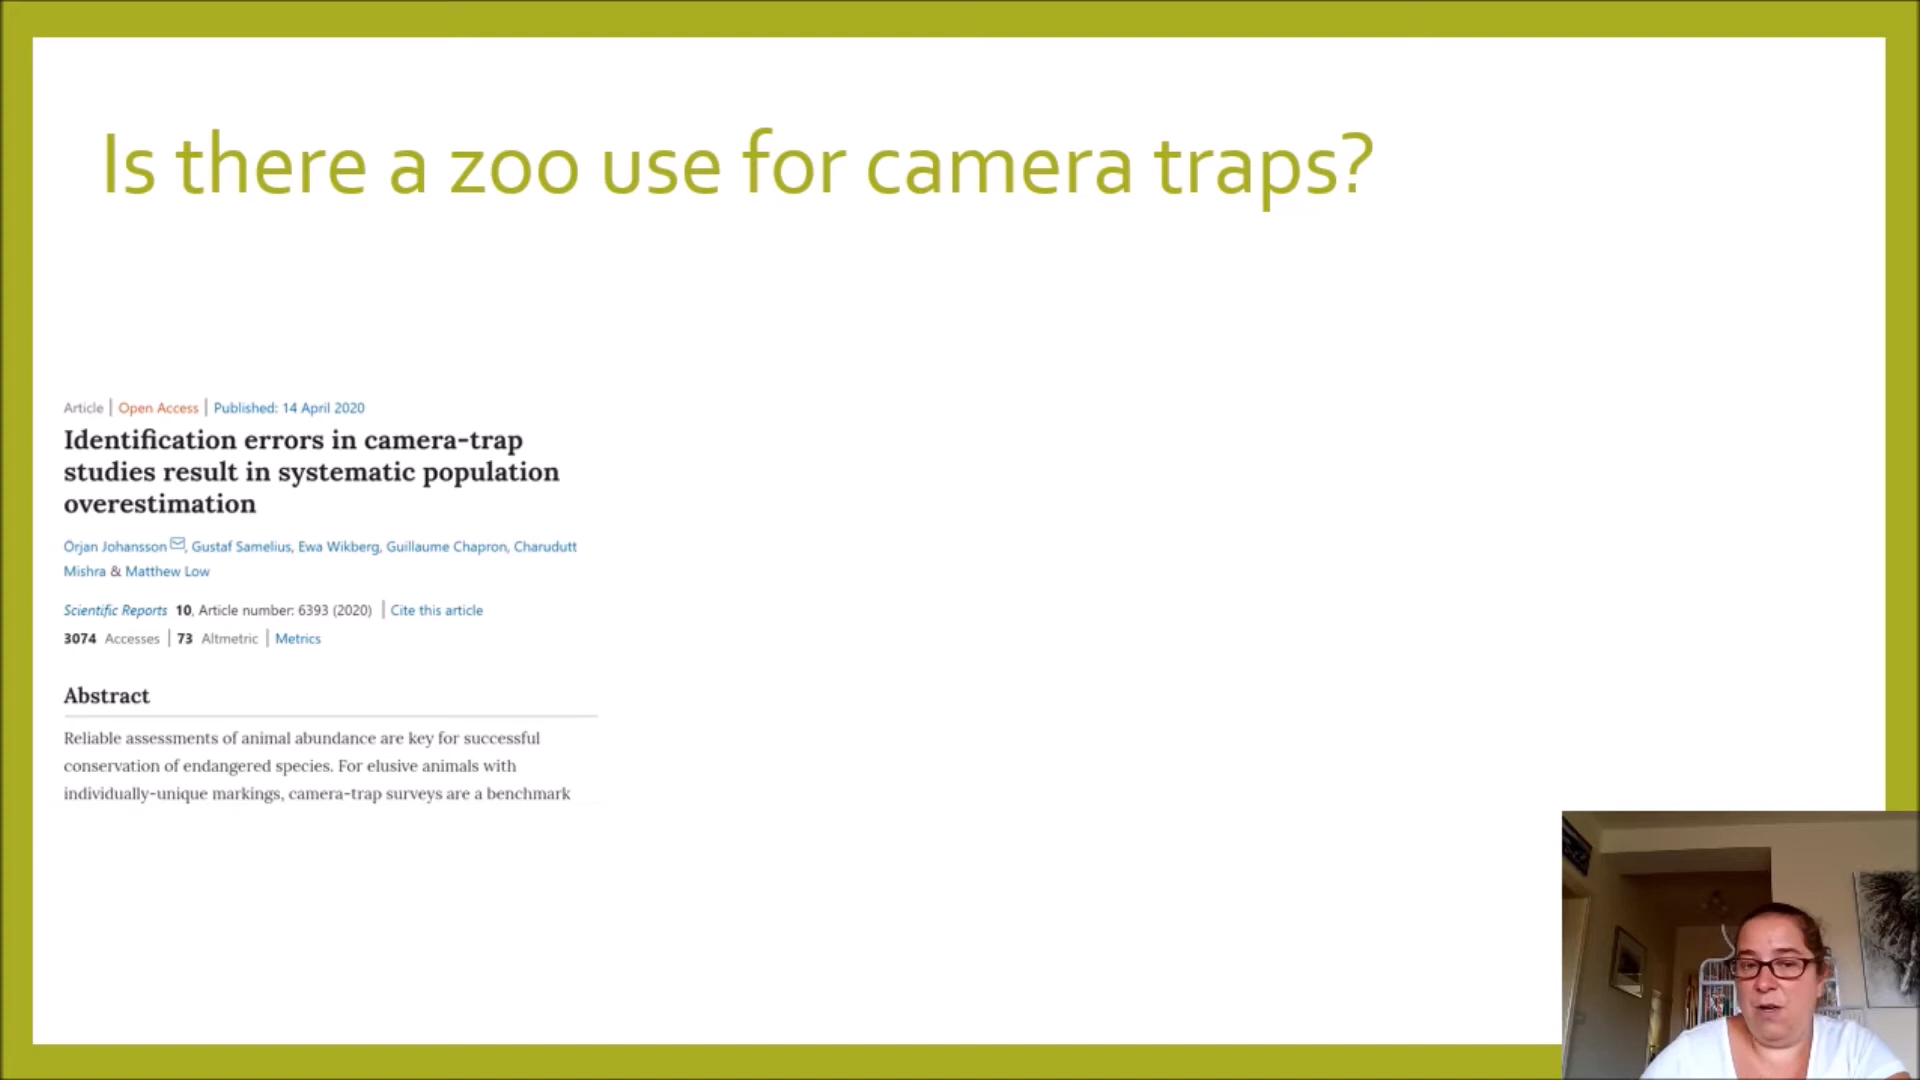 Is there a zoo use for camera traps?
Article | Open Access | Published: 14 April 2020
Identification errors in camera-trap
studies result in systematic population
overestimation
Örjan Johansson, Gustaf Samelius, Ewa Wikberg, Guillaume Chapron, Charudutt
Mishra & Matthew Low
Scientific Reports 10, Article number: 6393 (2020) | Cite this article
3074 Accesses | 73 Altmetric | Metrics
Abstract
Reliable assessments of animal abundance are key for successful
conservation of endangered species. For elusive animals with
individually-unique markings, camera-trap surveys are a benchmark